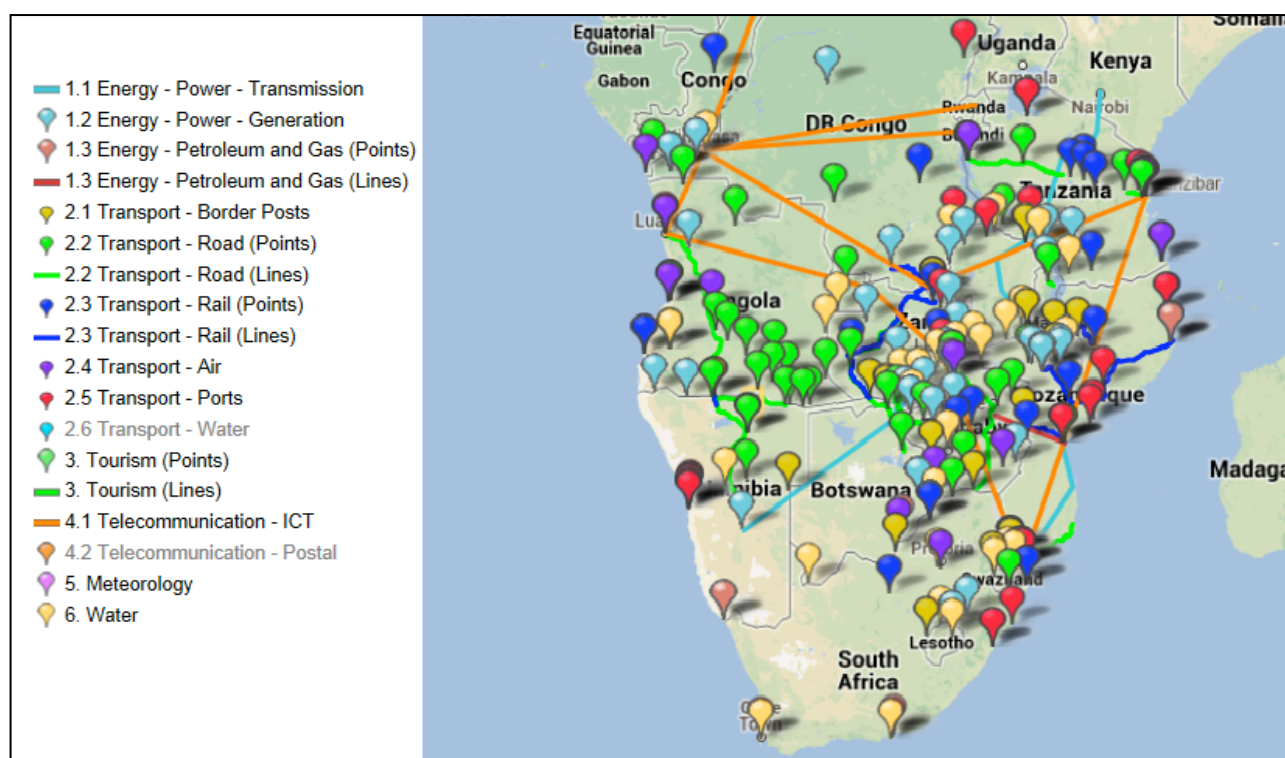 1.1 Energy - Power - Transmission
1.2 Energy - Power - Generation
1.3 Energy - Petroleum and Gas (Points)
1.3 Energy - Petroleum and Gas (Lines)
2.1 Transport - Border Posts
2.2 Transport - Road (Points)
2.2 Transport - Road (Lines)
2.3 Transport - Rail (Points)
2.3 Transport - Rail (Lines)
2.4 Transport - Air
2.5 Transport - Ports
2.6 Transport - Water
3. Tourism (Points)
3. Tourism (Lines)
4.1 Telecommunication - ICT
4.2 Telecommunication - Postal
5. Meteorology
6. Water
Equatorial
Guinea
Gabon
Congo
DR Congo
Uganda
Kampala
Kenya
Nairobi
Rwanda
Tanzania
Botswana
Swaziland
Lesotho
South
Africa